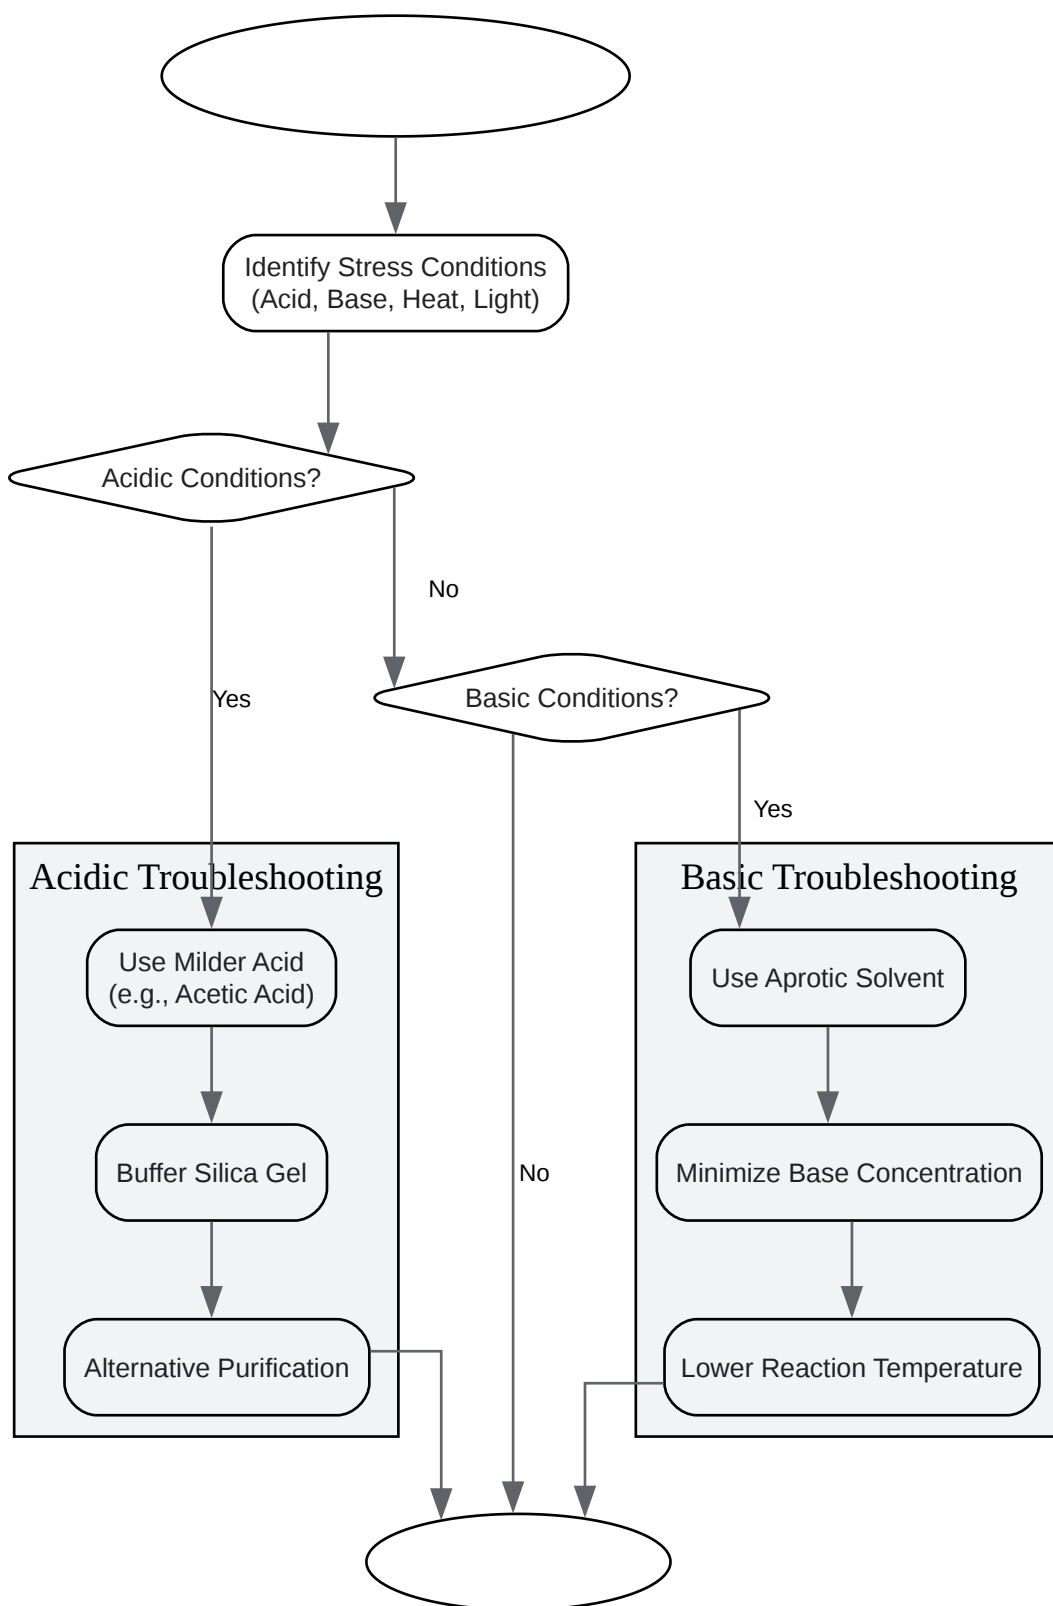 Identify Stress Conditions
(Acid, Base, Heat, Light)
Acidic Conditions?
No
Yes
Basic Conditions?
Yes
Acidic Troubleshooting
Basic Troubleshooting
Use Milder Acid
(e.g., Acetic Acid)
Use Aprotic Solvent
Buffer Silica Gel
No
Minimize Base Concentration
Alternative Purification
Lower Reaction Temperature